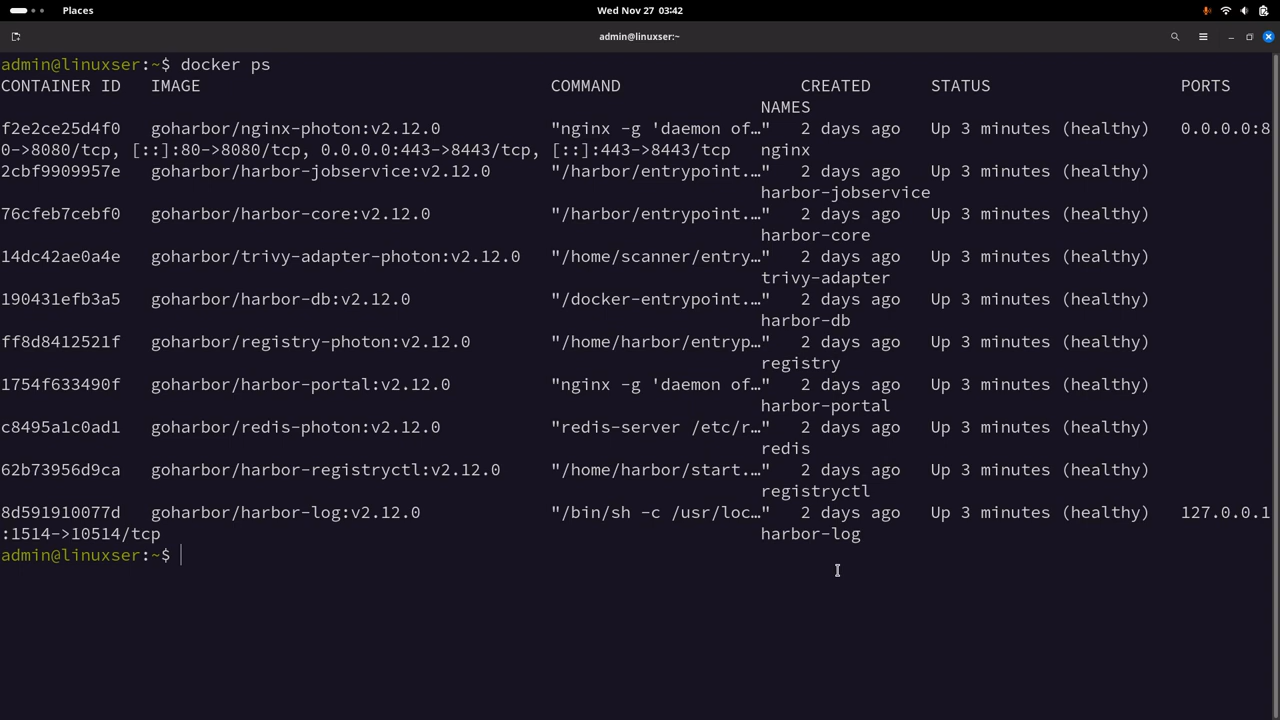 Places
Wed Nov 27 03:42
admin@linuxser:~
admin@linuxser:~$ docker ps
CONTAINER ID   IMAGE                                   COMMAND                  CREATED      STATUS                   PORTS
NAMES
f2e2ce25d4f0   goharbor/nginx-photon:v2.12.0           "nginx -g 'daemon of…"   2 days ago   Up 3 minutes (healthy)   0.0.0.0:8
0->8080/tcp, [::]:80->8080/tcp, 0.0.0.0:443->8443/tcp, [::]:443->8443/tcp   nginx
2cbf9909957e   goharbor/harbor-jobservice:v2.12.0      "/harbor/entrypoint.…"   2 days ago   Up 3 minutes (healthy)
harbor-jobservice
76cfeb7cebf0   goharbor/harbor-core:v2.12.0            "/harbor/entrypoint.…"   2 days ago   Up 3 minutes (healthy)
harbor-core
14dc42ae0a4e   goharbor/trivy-adapter-photon:v2.12.0   "/home/scanner/entry…"   2 days ago   Up 3 minutes (healthy)
trivy-adapter
190431efb3a5   goharbor/harbor-db:v2.12.0              "/docker-entrypoint.…"   2 days ago   Up 3 minutes (healthy)
harbor-db
ff8d8412521f   goharbor/registry-photon:v2.12.0        "/home/harbor/entryp…"   2 days ago   Up 3 minutes (healthy)
registry
1754f633490f   goharbor/harbor-portal:v2.12.0          "nginx -g 'daemon of…"   2 days ago   Up 3 minutes (healthy)
harbor-portal
c8495a1c0ad1   goharbor/redis-photon:v2.12.0           "redis-server /etc/r…"   2 days ago   Up 3 minutes (healthy)
redis
62b73956d9ca   goharbor/harbor-registryctl:v2.12.0     "/home/harbor/start.…"   2 days ago   Up 3 minutes (healthy)
registryctl
8d591910077d   goharbor/harbor-log:v2.12.0             "/bin/sh -c /usr/loc…"   2 days ago   Up 3 minutes (healthy)   127.0.0.1
:1514->10514/tcp   harbor-log
admin@linuxser:~$